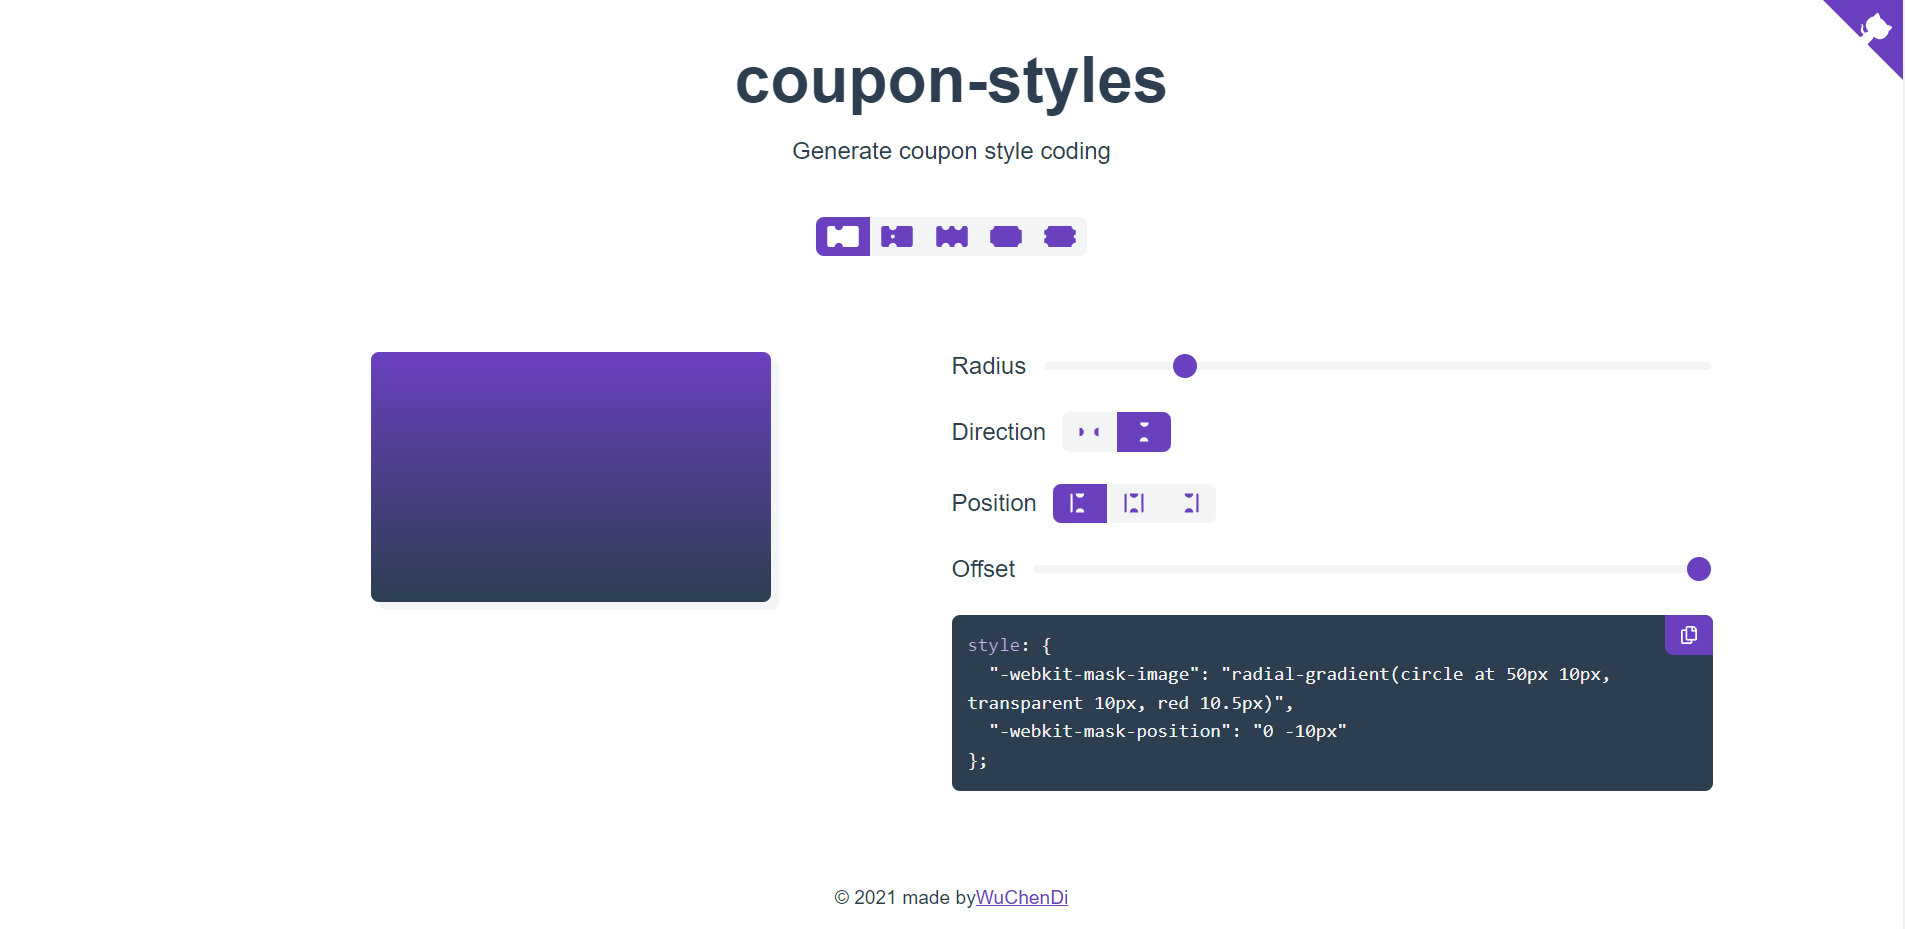 coupon-styles
Generate coupon style coding
Radius
Direction
Position
Offset
style: {
  "-webkit-mask-image": "radial-gradient(circle at 50px 10px,
transparent 10px, red 10.5px)",
  "-webkit-mask-position": "0 -10px"
};
© 2021 made byWuChenDi